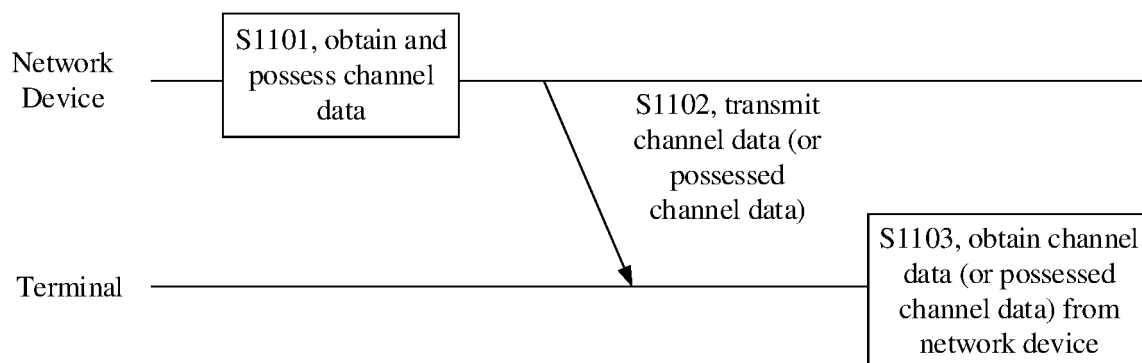 Network
Device
S1101, obtain and
possess channel
data
S1102, transmit
channel data (or
possessed
channel data)
Terminal
S1103, obtain channel
data (or possessed
channel data) from
network device